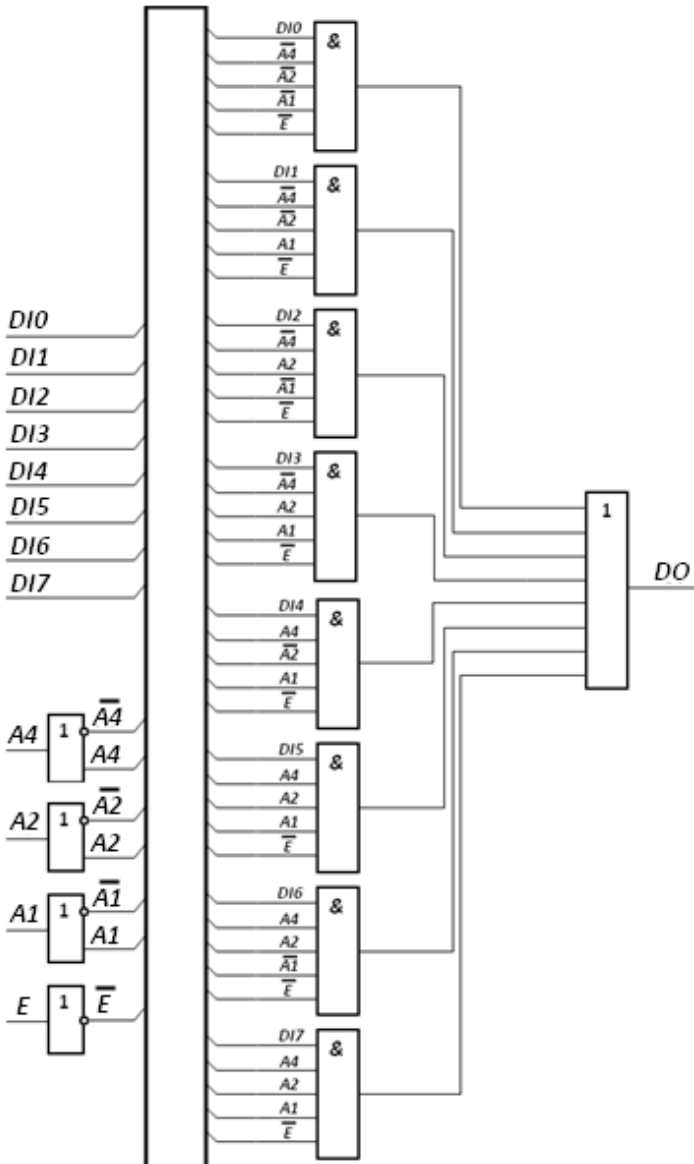 DI0
DI1
DI2
DI3
DI4
DI5
DI6
DI7
A4
1
A̅4̅
A4
A2
1
A̅2̅
A2
A1
1
A̅1̅
A1
E
1
E̅
DI0
A̅4̅
A̅2̅
A̅1̅
E̅
&
DI1
A̅4̅
A̅2̅
A1
E̅
&
DI2
A̅4̅
A2
A̅1̅
E̅
&
DI3
A̅4̅
A2
A1
E̅
&
DI4
A4
A̅2̅
A1
E̅
&
DI5
A4
A2
A1
E̅
&
DI6
A4
A2
A̅1̅
E̅
&
DI7
A4
A2
A1
E̅
&
1
DO